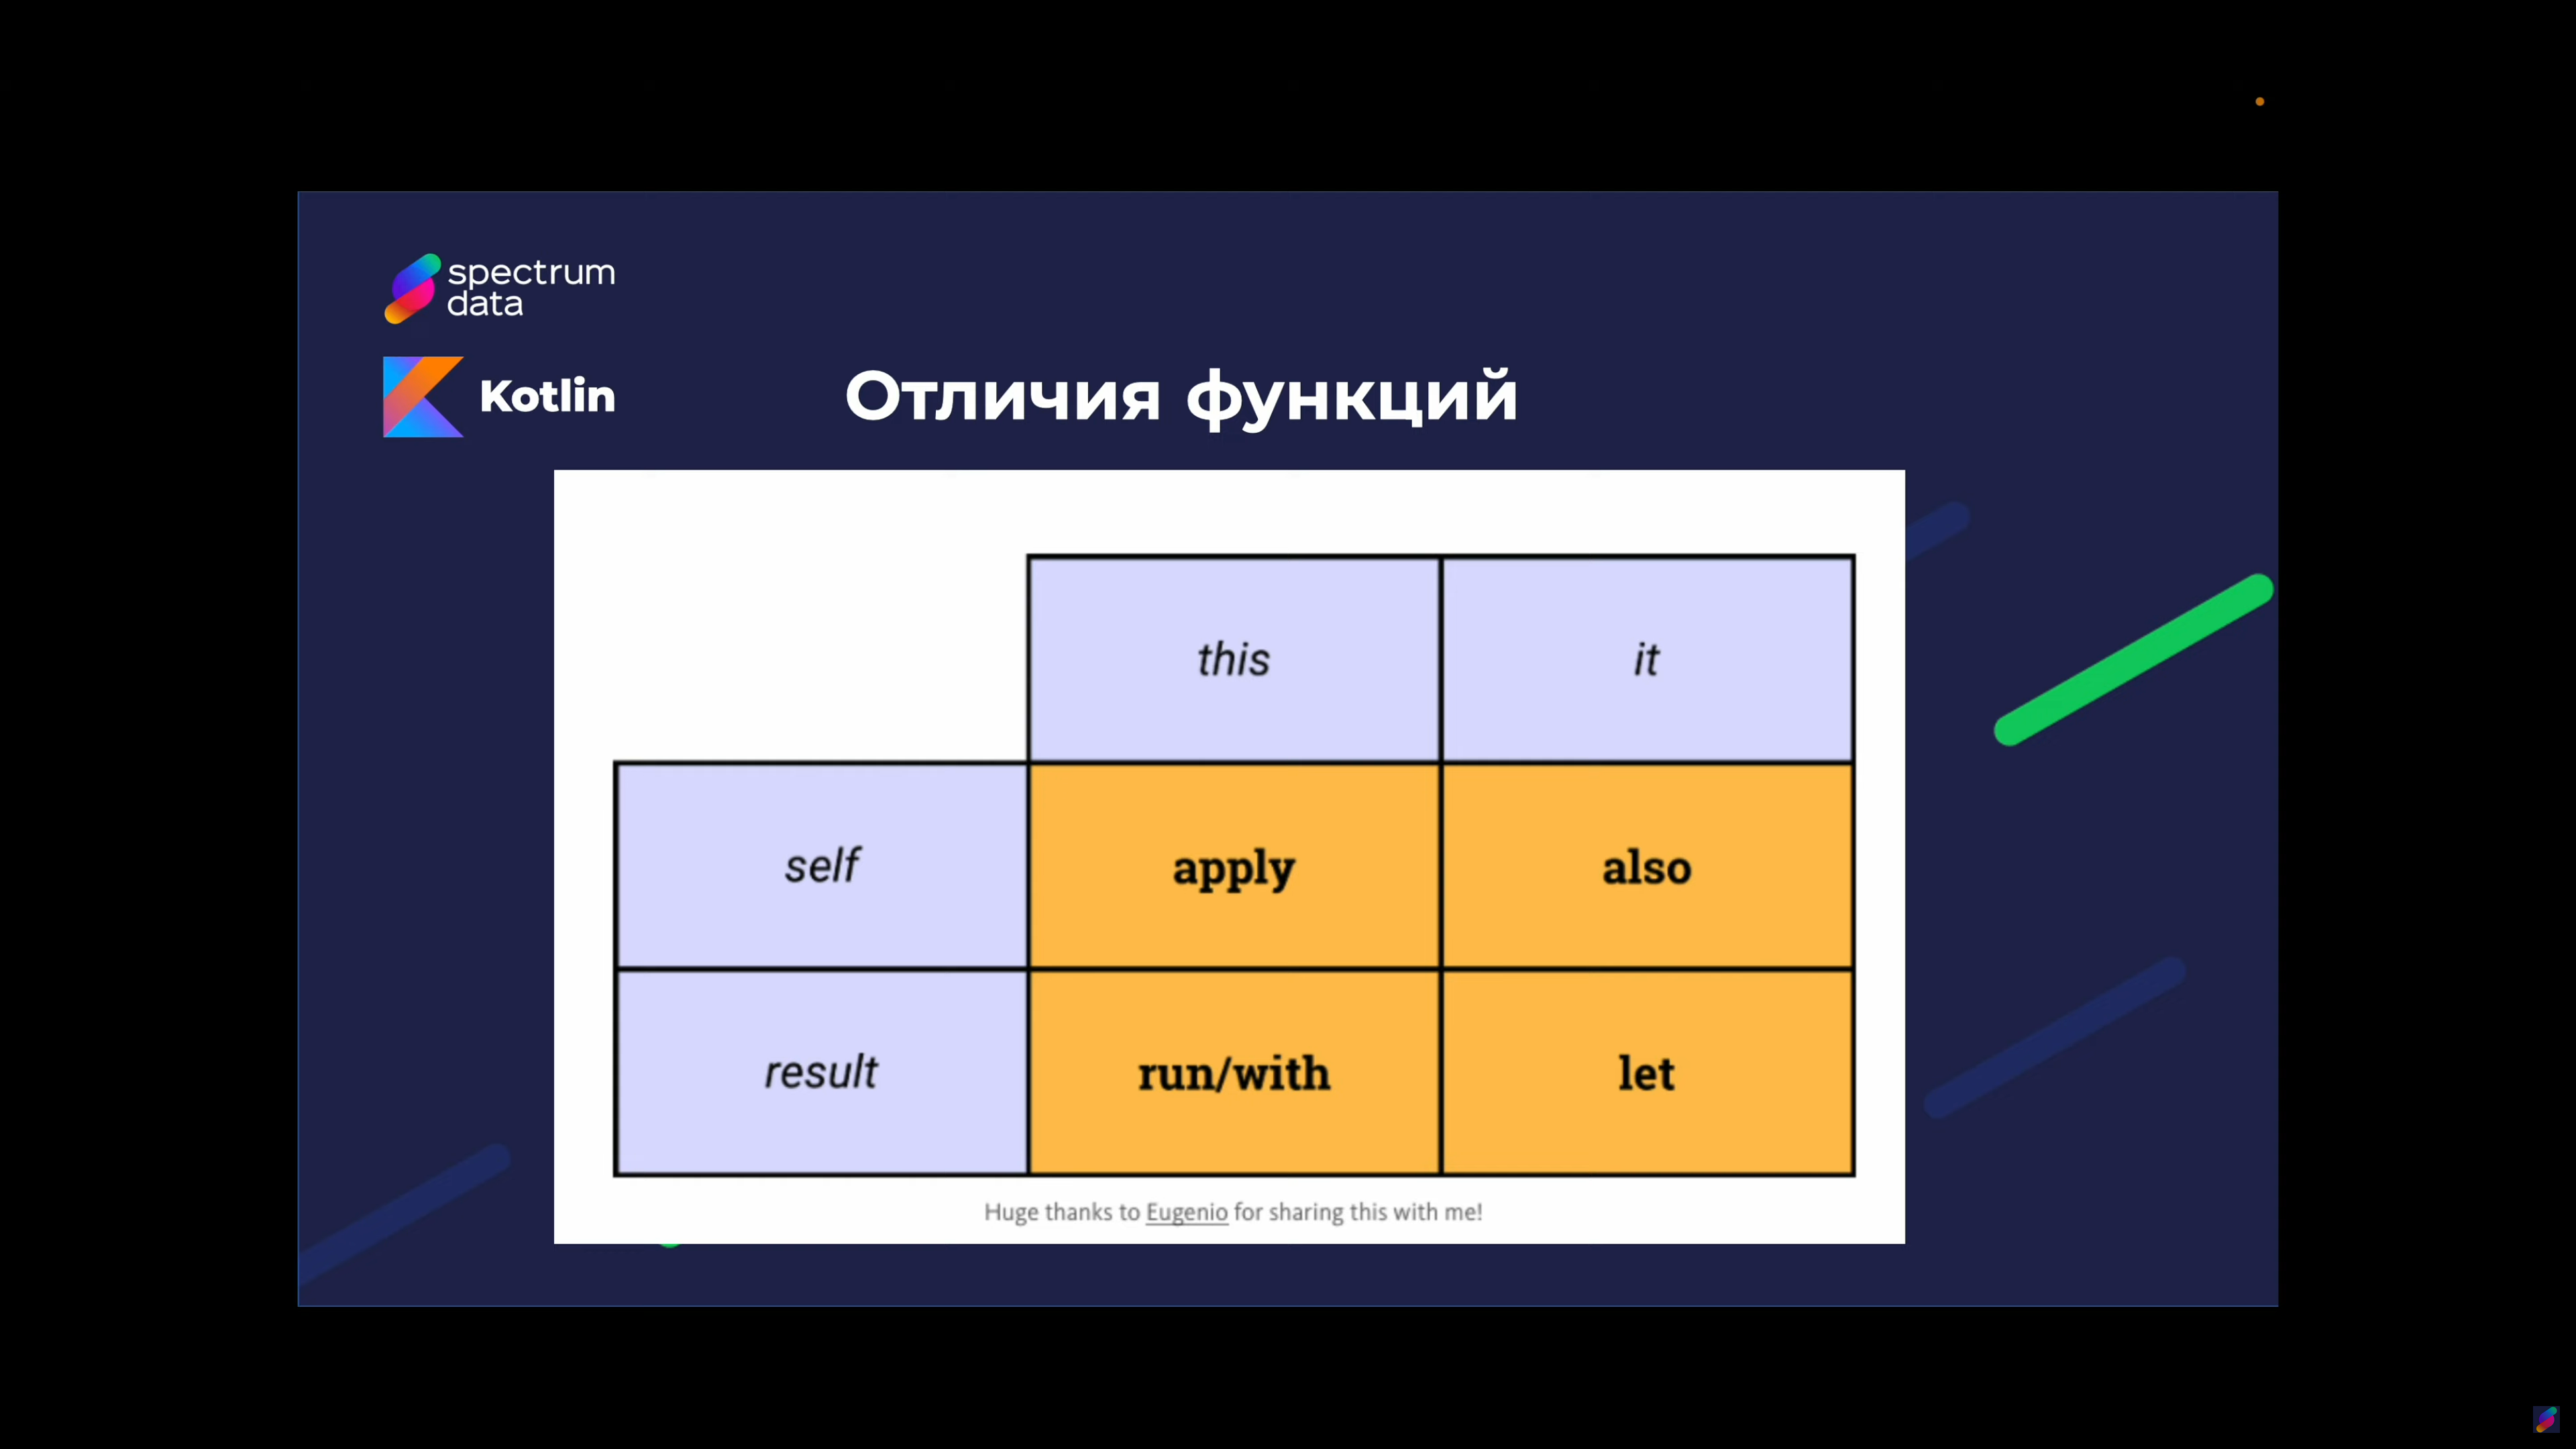 spectrum
data
Kotlin
Отличия функций
this
it
self
apply
also
result
run/with
let
Huge thanks to Eugenio for sharing this with me!